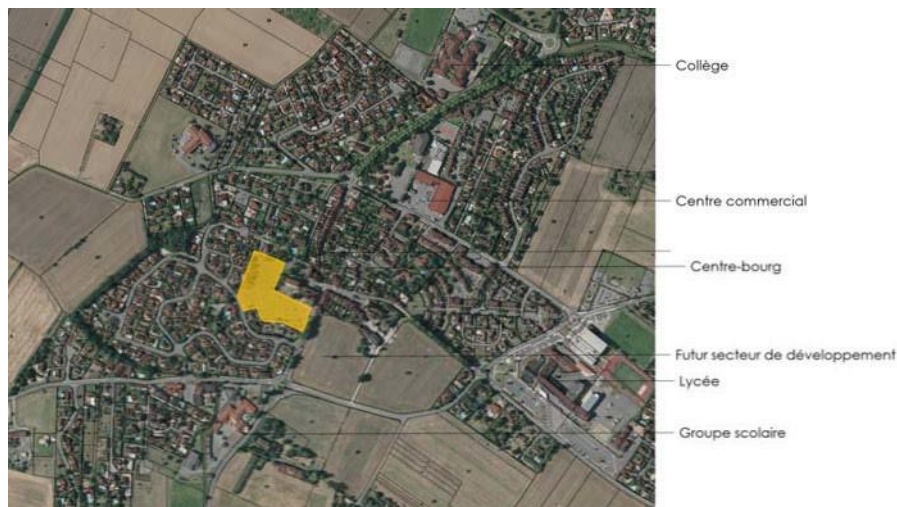 Collège
Centre commercial
Centre-bourg
Futur secteur de développement
Lycée
Groupe scolaire